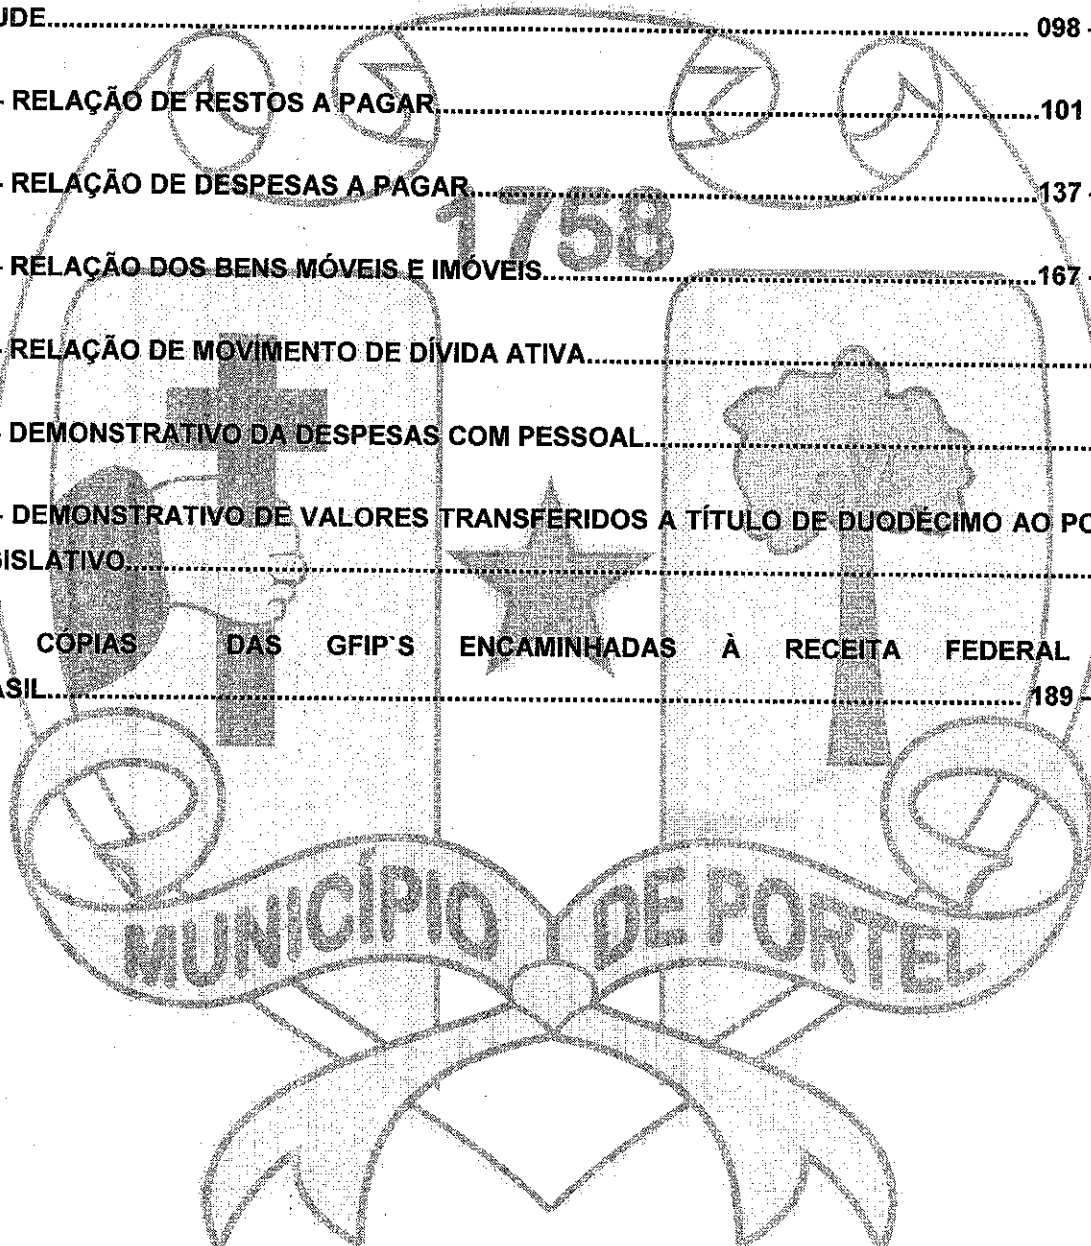 UDE.......... 098 -
- RELAÇÃO DE RESTOS A PAGAR..........101
- RELAÇÃO DE DESPESAS A PAGAR..........137 -
1758
- RELAÇÃO DOS BENS MÓVEIS E IMÓVEIS..........167 -
- RELAÇÃO DE MOVIMENTO DE DÍVIDA ATIVA..........
- DEMONSTRATIVO DA DESPESAS COM PESSOAL..........
- DEMONSTRATIVO DE VALORES TRANSFERIDOS A TÍTULO DE DUODÉCIMO AO PO
GISLATIVO..........
CÓPIAS DAS GFIP`S ENCAMINHADAS À RECEITA FEDERAL
ASIL.......... 189 -
MUNICÍPIO DE PORTEL